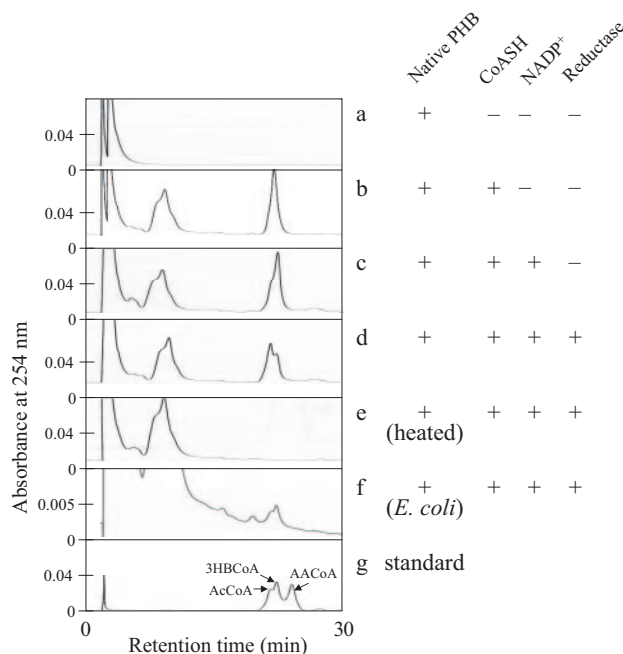 Native PHB
CoASH
NADP⁺
Reductase
a + – – –
0.04
0
b + + – –
0.04
0
c + + + –
0.04
0
d + + + +
0.04
0
e + + + +
(heated)
0.04
0
f + + + +
(E. coli)
0.005
0
g standard
3HBCoA
AACoA
AcCoA
0.04
0
0 30
Retention time (min)
Absorbance at 254 nm